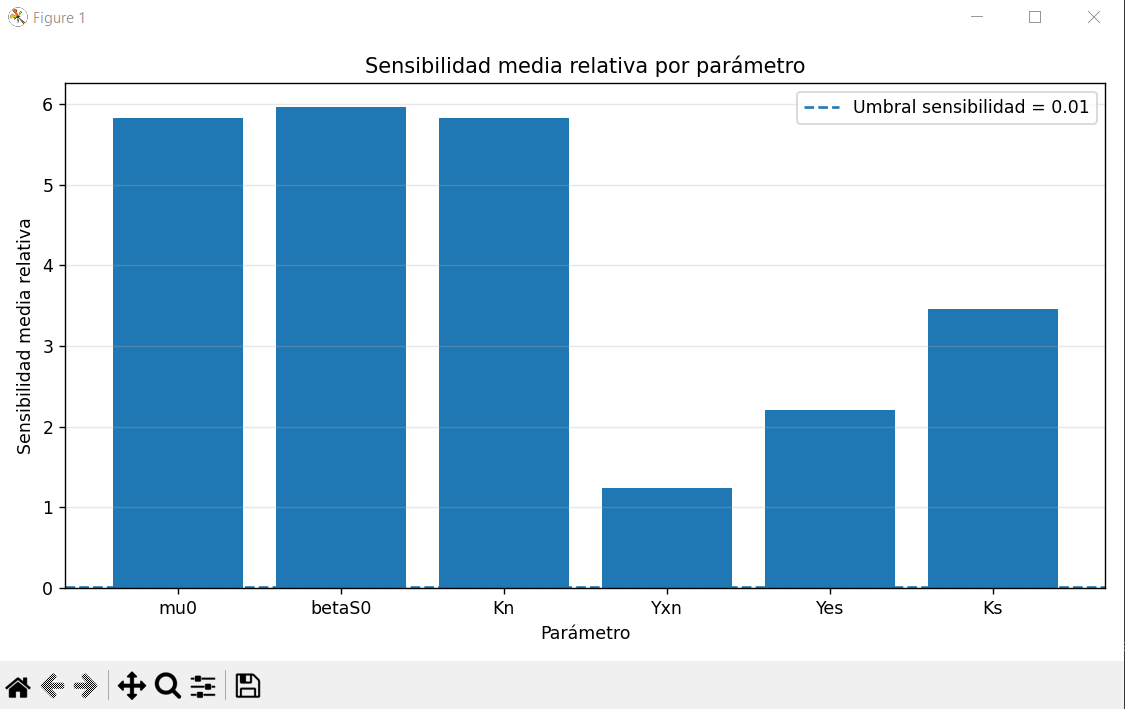 Figure 1
Sensibilidad media relativa por parámetro
Umbral sensibilidad = 0.01
Sensibilidad media relativa
6
5
4
3
2
1
0
mu0 betaS0 Kn Yxn Yes Ks
Parámetro